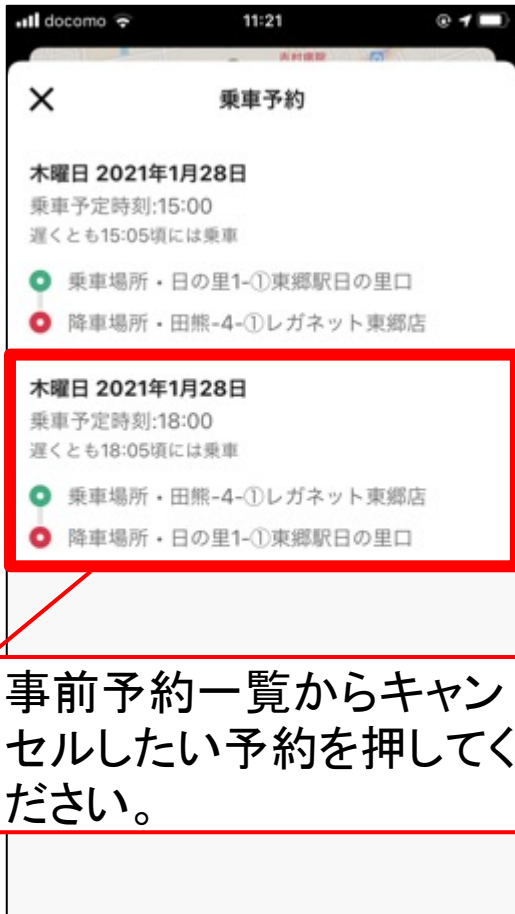 docomo 11:21
吉村病院
乗車予約
木曜日 2021年1月28日
乗車予定時刻:15:00
遅くとも15:05頃には乗車
乗車場所・日の里1-①東郷駅日の里口
降車場所・田熊-4-①レガネット東郷店
木曜日 2021年1月28日
乗車予定時刻:18:00
遅くとも18:05頃には乗車
乗車場所・田熊-4-①レガネット東郷店
降車場所・日の里1-①東郷駅日の里口
事前予約一覧からキャン
セルしたい予約を押してく
ださい。